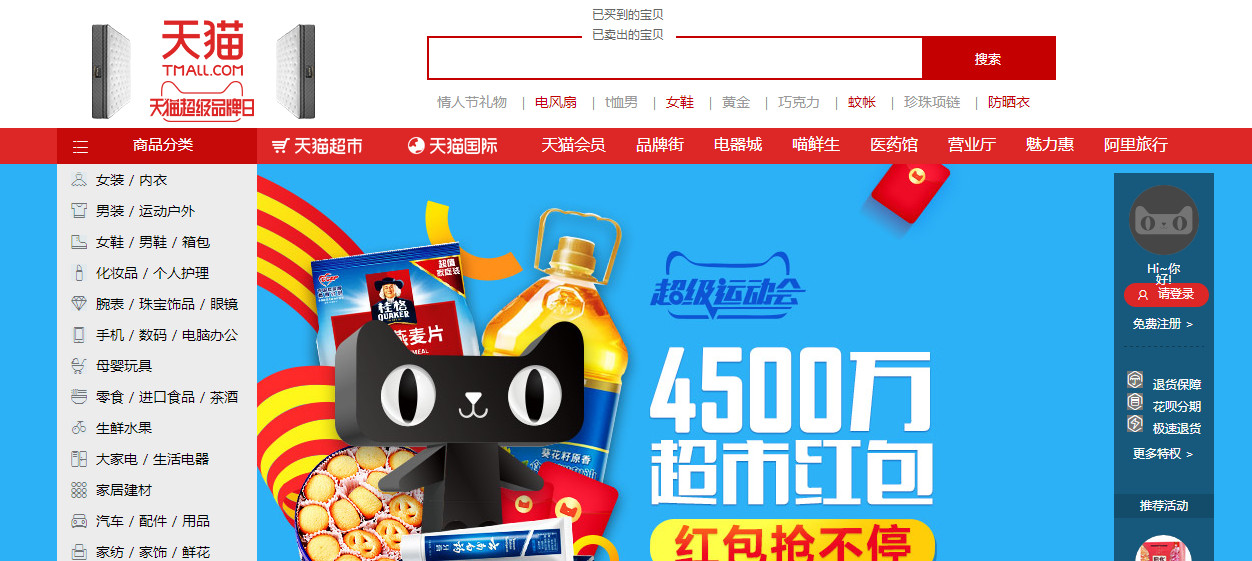 已买到的宝贝
已卖出的宝贝
天猫
TMALL.COM
天猫超级品牌日
搜索
情人节礼物 | 电风扇 | t恤男 | 女鞋 | 黄金 | 巧克力 | 蚊帐 | 珍珠项链 | 防晒衣
商品分类 天猫超市 天猫国际 天猫会员 品牌街 电器城 喵鲜生 医药馆 营业厅 魅力惠 阿里旅行
女装 / 内衣
男装 / 运动户外
女鞋 / 男鞋 / 箱包
化妆品 / 个人护理
腕表 / 珠宝饰品 / 眼镜
手机 / 数码 / 电脑办公
母婴玩具
零食 / 进口食品 / 茶酒
生鲜水果
大家电 / 生活电器
家居建材
汽车 / 配件 / 用品
家纺 / 家饰 / 鲜花
超值
家庭装
桂格
QUAKER
燕麦片
葵花籽原香
云南白药
超级运动会
4500万
超市红包
红包抢不停
Hi~你
好!
请登录
免费注册 >
退货保障
花呗分期
极速退货
更多特权 >
推荐活动